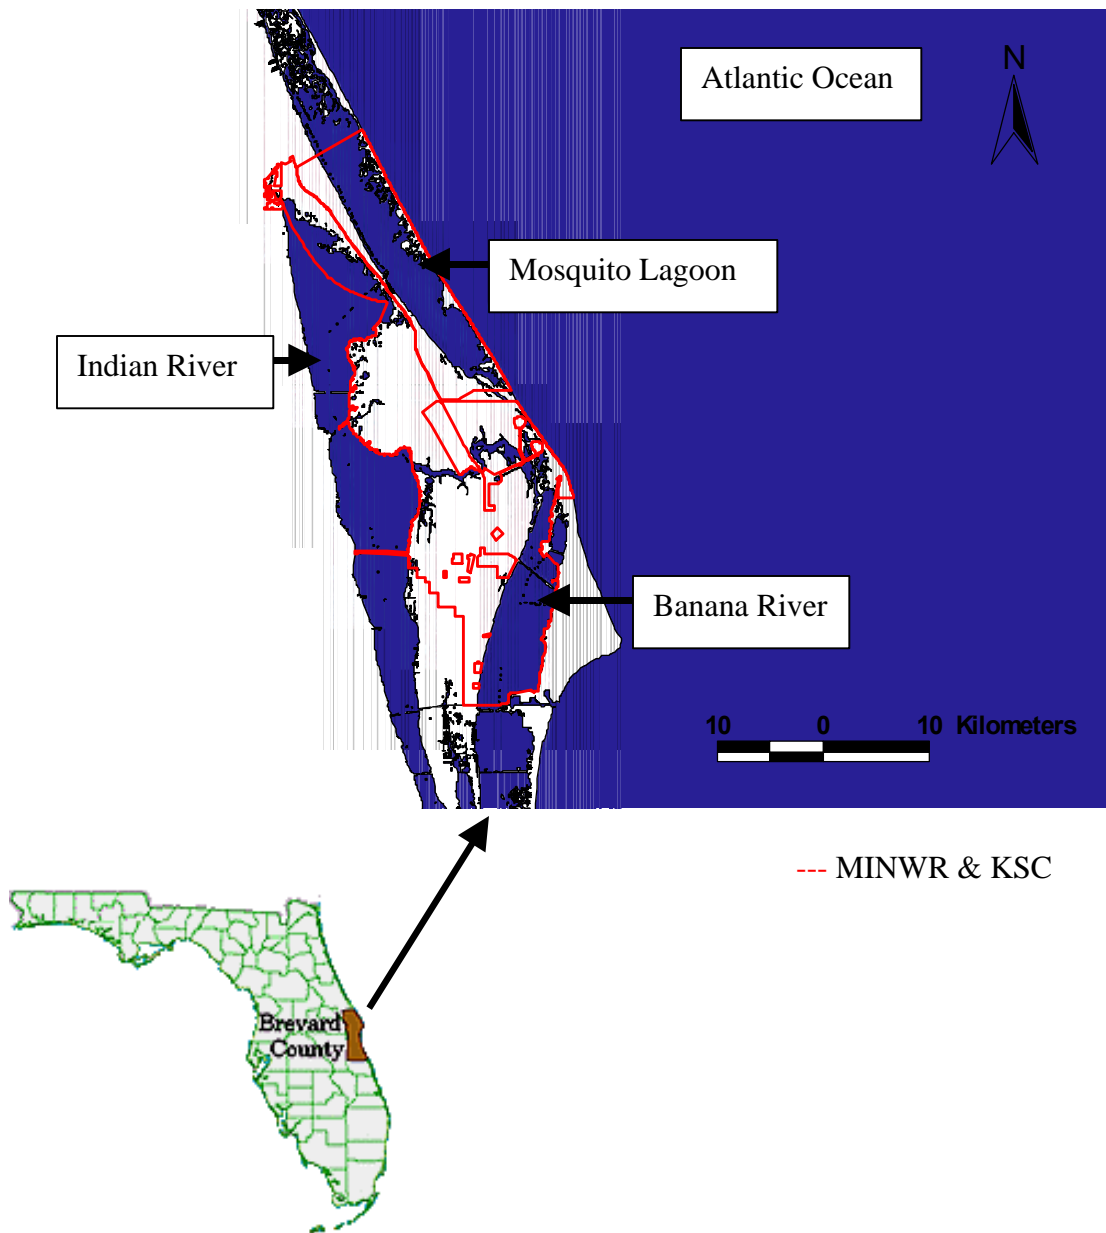 Atlantic Ocean
N
Mosquito Lagoon
Indian River
Banana River
10 0 10 Kilometers
--- MINWR & KSC
Brevard
County